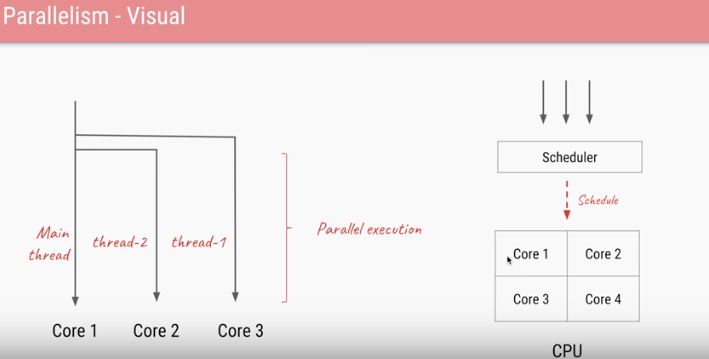 Parallelism - Visual
Scheduler
Schedule
Main
thread
thread-2
thread-1
Parallel execution
Core 1
Core 2
Core 3
Core 4
Core 1
Core 2
Core 3
CPU